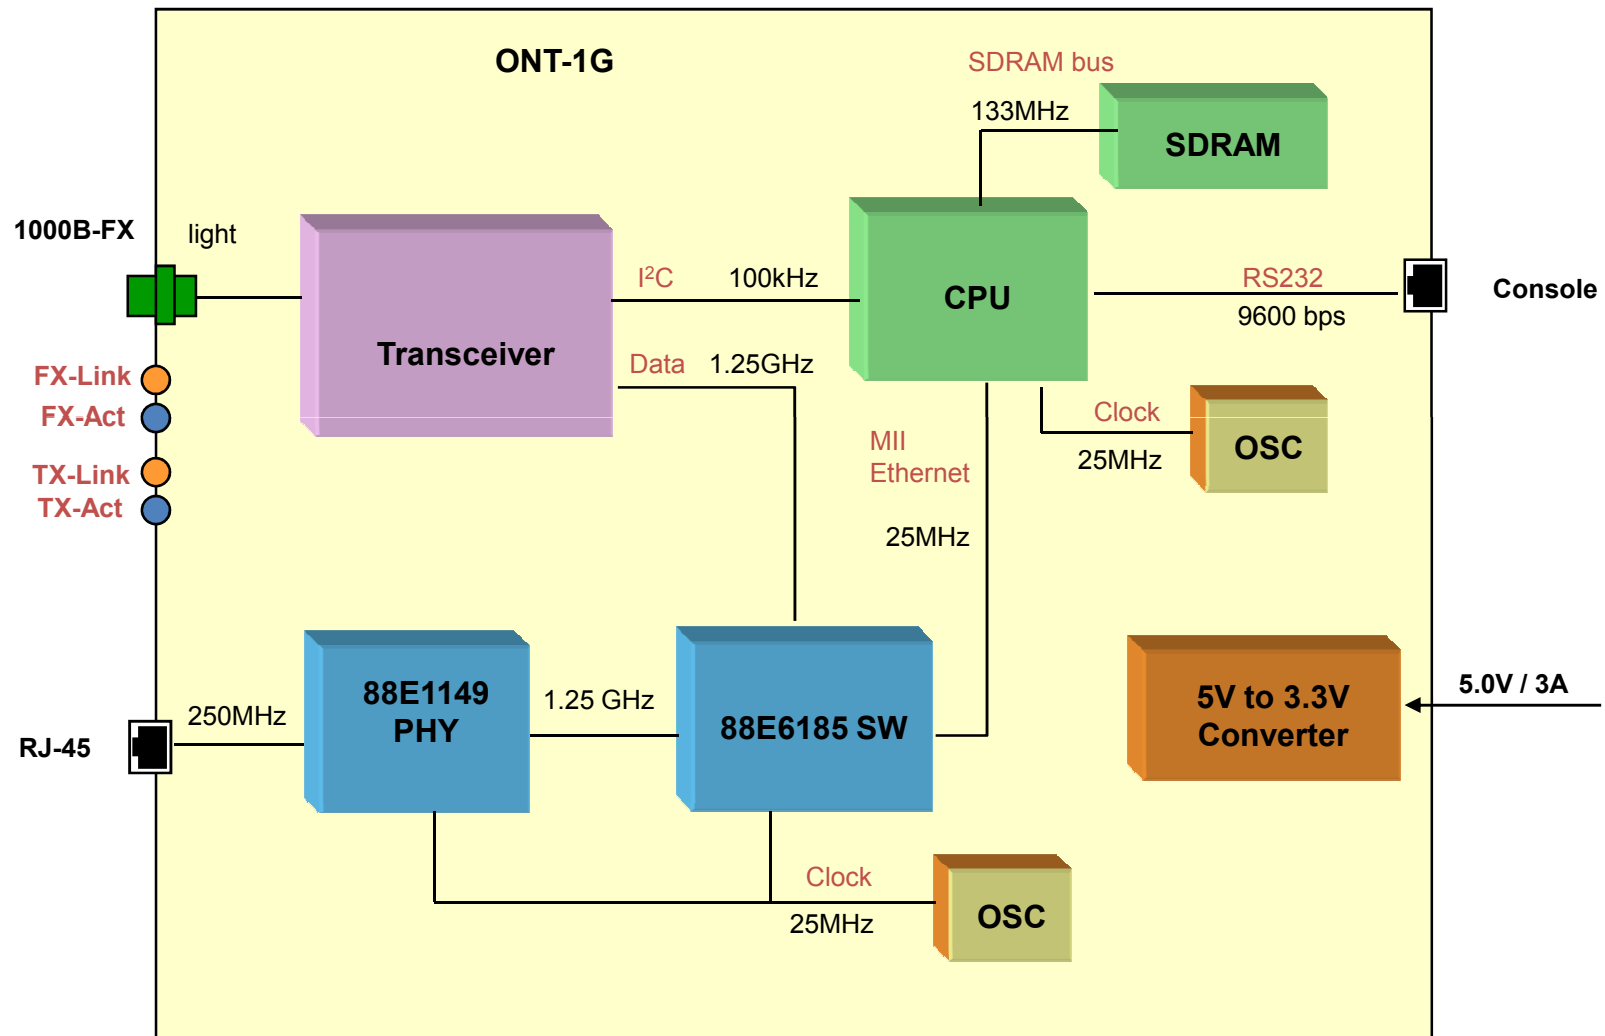 ONT-1G
SDRAM bus
133MHz
SDRAM
1000B-FX
light
I²C 100kHz
CPU
RS232
9600 bps
Console
Transceiver
Data 1.25GHz
FX-Link
FX-Act
TX-Link
TX-Act
MII
Ethernet
25MHz
Clock
25MHz
OSC
RJ-45
250MHz
88E1149
PHY
1.25 GHz
88E6185 SW
5V to 3.3V
Converter
5.0V / 3A
Clock
25MHz
OSC